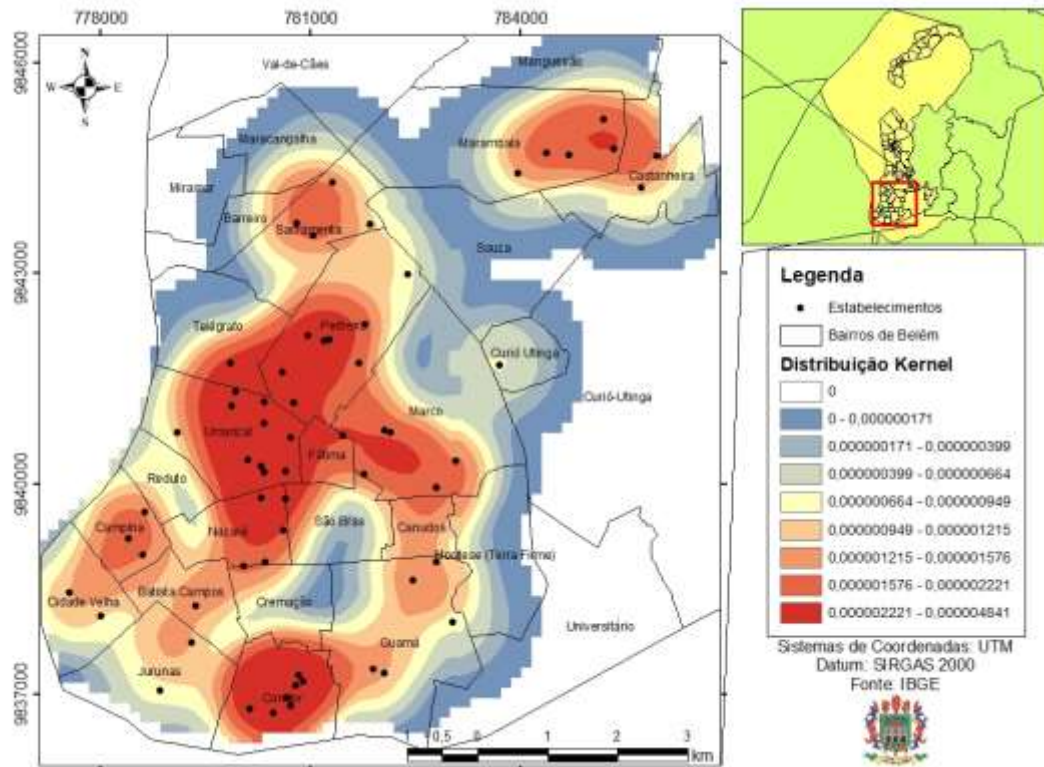 778000
781000
784000
9846000
9843000
9840000
9837000
N
W
E
S
Val-de-Cães
Mangueirão
Maracangalha
Marambaia
Castanheira
Miramar
Barreiro
Sacramenta
Souza
Telégrafo
Pedreira
Curió Utinga
Curió-Utinga
Marco
Umarizal
Fátima
Reduto
São Brás
Campina
Nazaré
Canudos
Montese (Terra Firme)
Batista Campos
Cidade Velha
Cremação
Universitário
Guamá
Jurunas
1 0,5 0 1 2 3
km
Legenda
Estabelecimentos
Bairros de Belém
Distribuição Kernel
0
0 - 0,000000171
0,000000171 - 0,000000399
0,000000399 - 0,000000664
0,000000664 - 0,000000949
0,000000949 - 0,000001215
0,000001215 - 0,000001576
0,000001576 - 0,000002221
0,000002221 - 0,000004841
Sistemas de Coordenadas: UTM
Datum: SIRGAS 2000
Fonte: IBGE